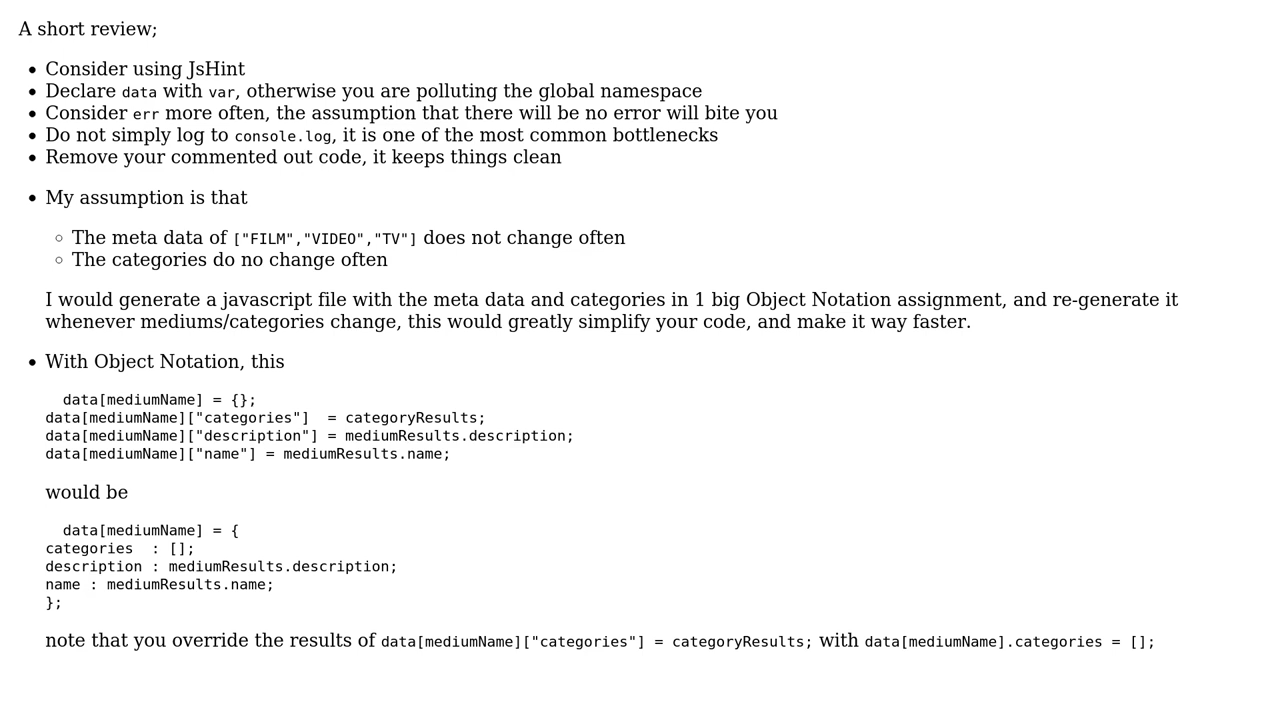 A short review;
• Consider using JsHint
• Declare data with var, otherwise you are polluting the global namespace
• Consider err more often, the assumption that there will be no error will bite you
• Do not simply log to console.log, it is one of the most common bottlenecks
• Remove your commented out code, it keeps things clean
• My assumption is that
◦ The meta data of ["FILM","VIDEO","TV"] does not change often
◦ The categories do no change often
I would generate a javascript file with the meta data and categories in 1 big Object Notation assignment, and re-generate it
whenever mediums/categories change, this would greatly simplify your code, and make it way faster.
• With Object Notation, this
  data[mediumName] = {};
data[mediumName]["categories"]  = categoryResults;
data[mediumName]["description"] = mediumResults.description;
data[mediumName]["name"] = mediumResults.name;
would be
  data[mediumName] = {
categories  : [];
description : mediumResults.description;
name : mediumResults.name;
};
note that you override the results of data[mediumName]["categories"] = categoryResults; with data[mediumName].categories = [];